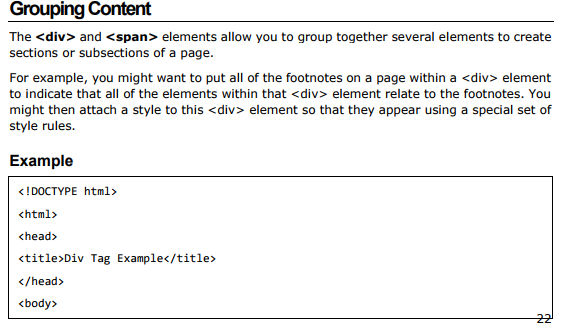 Grouping Content
The <div> and <span> elements allow you to group together several elements to create
sections or subsections of a page.
For example, you might want to put all of the footnotes on a page within a <div> element
to indicate that all of the elements within that <div> element relate to the footnotes. You
might then attach a style to this <div> element so that they appear using a special set of
style rules.
Example
<!DOCTYPE html>
<html>
<head>
<title>Div Tag Example</title>
</head>
<body>
22